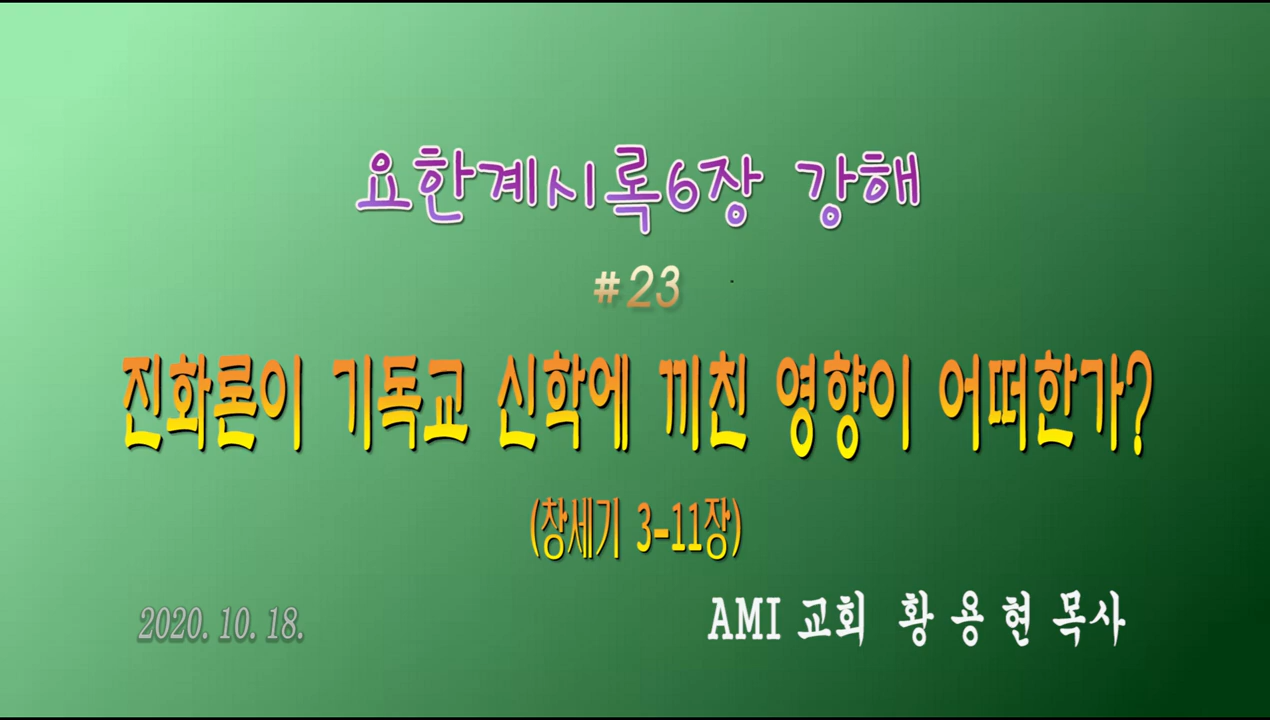 요한계시록6장 강해
#23
진화론이 기독교 신학에 끼친 영향이 어떠한가?
(창세기 3-11장)
2020. 10. 18.
AMI 교회 황 용 현 목사